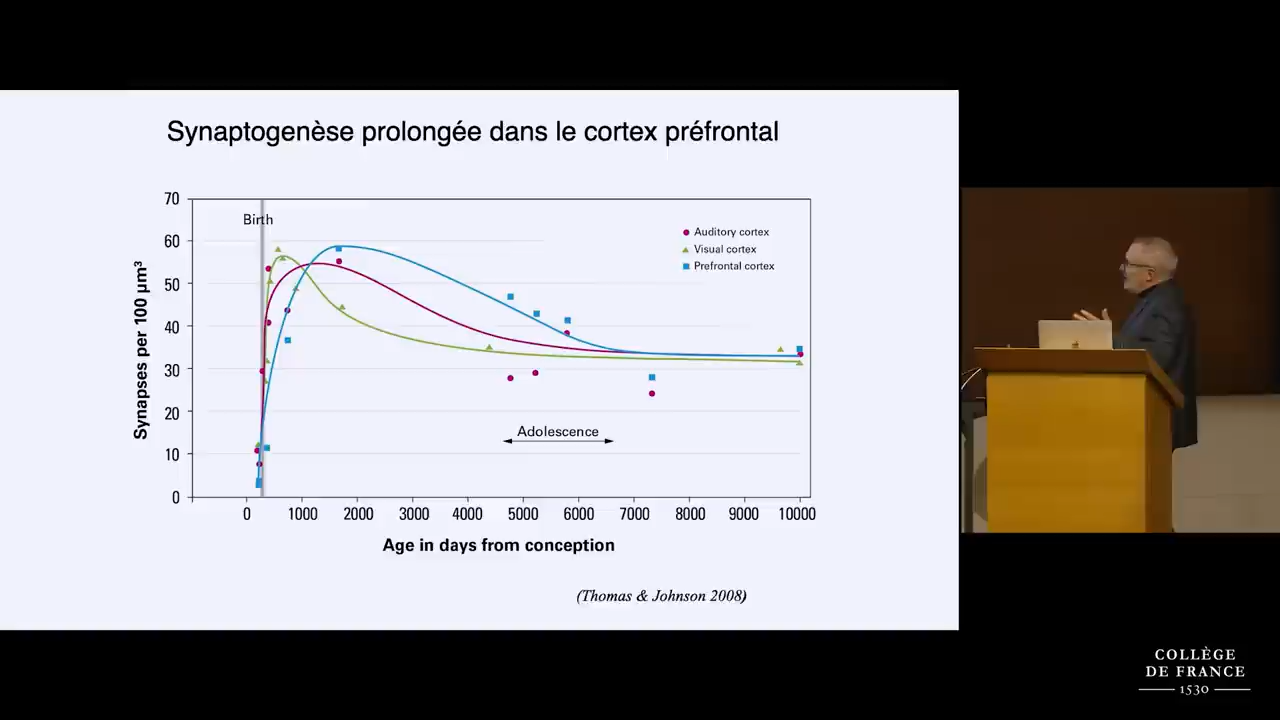 Synaptogenèse prolongée dans le cortex préfrontal
70
60
50
40
30
20
10
0
Synapses per 100 μm³
Birth
Auditory cortex
Visual cortex
Prefrontal cortex
Adolescence
0 1000 2000 3000 4000 5000 6000 7000 8000 9000 10000
Age in days from conception
(Thomas & Johnson 2008)
COLLÈGE
DE FRANCE
1530